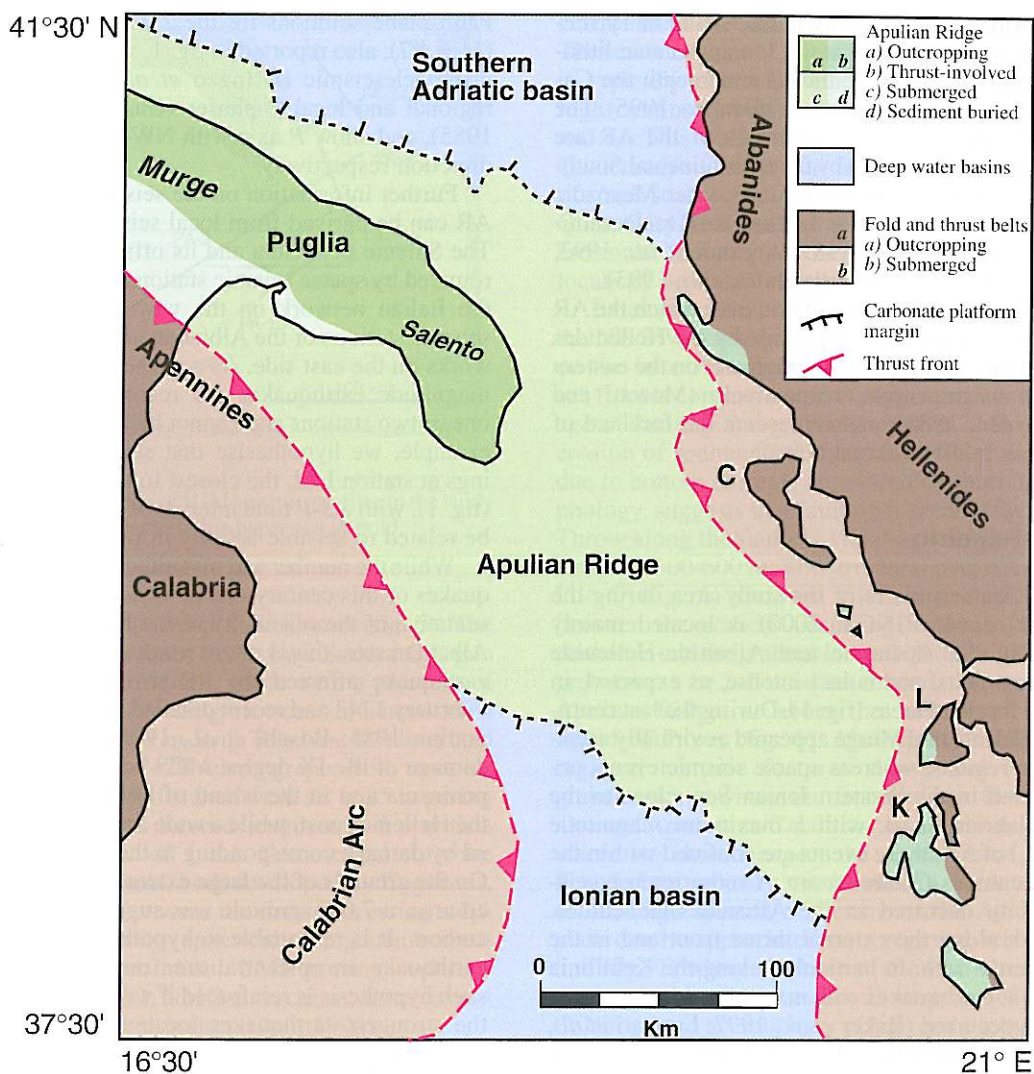 41°30' N
Southern
Adriatic basin
Albanides
Murge
Puglia
Salento
Apennines
Hellenides
C
Apulian Ridge
Calabria
L
K
Calabrian Arc
Ionian basin
0 100
Km
37°30'
16°30' 21° E
Apulian Ridge
a b
c d
a) Outcropping
b) Thrust-involved
c) Submerged
d) Sediment buried
Deep water basins
Fold and thrust belts
a
b
a) Outcropping
b) Submerged
Carbonate platform
margin
Thrust front